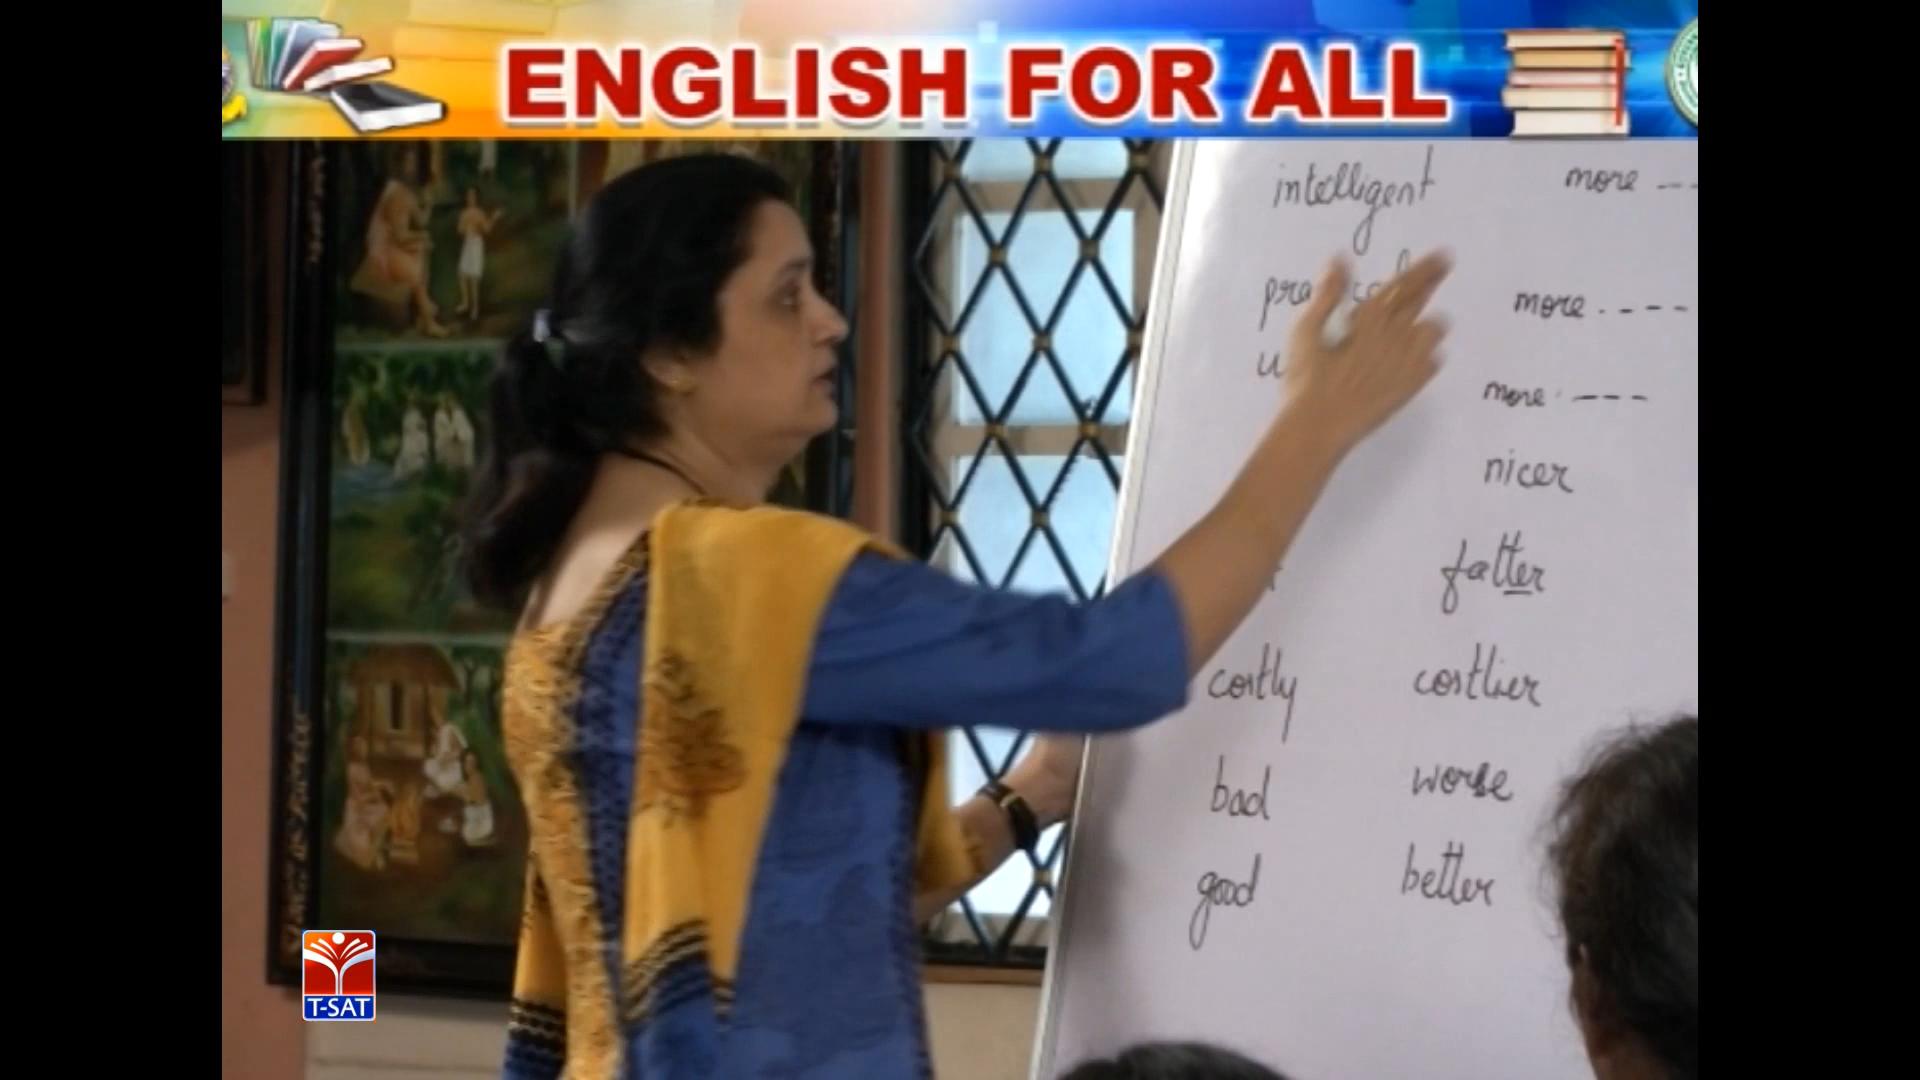 ENGLISH FOR ALL
intelligent more ---
more ----
more ----
nicer
fatter
costly costlier
bad worse
good better
T-SAT